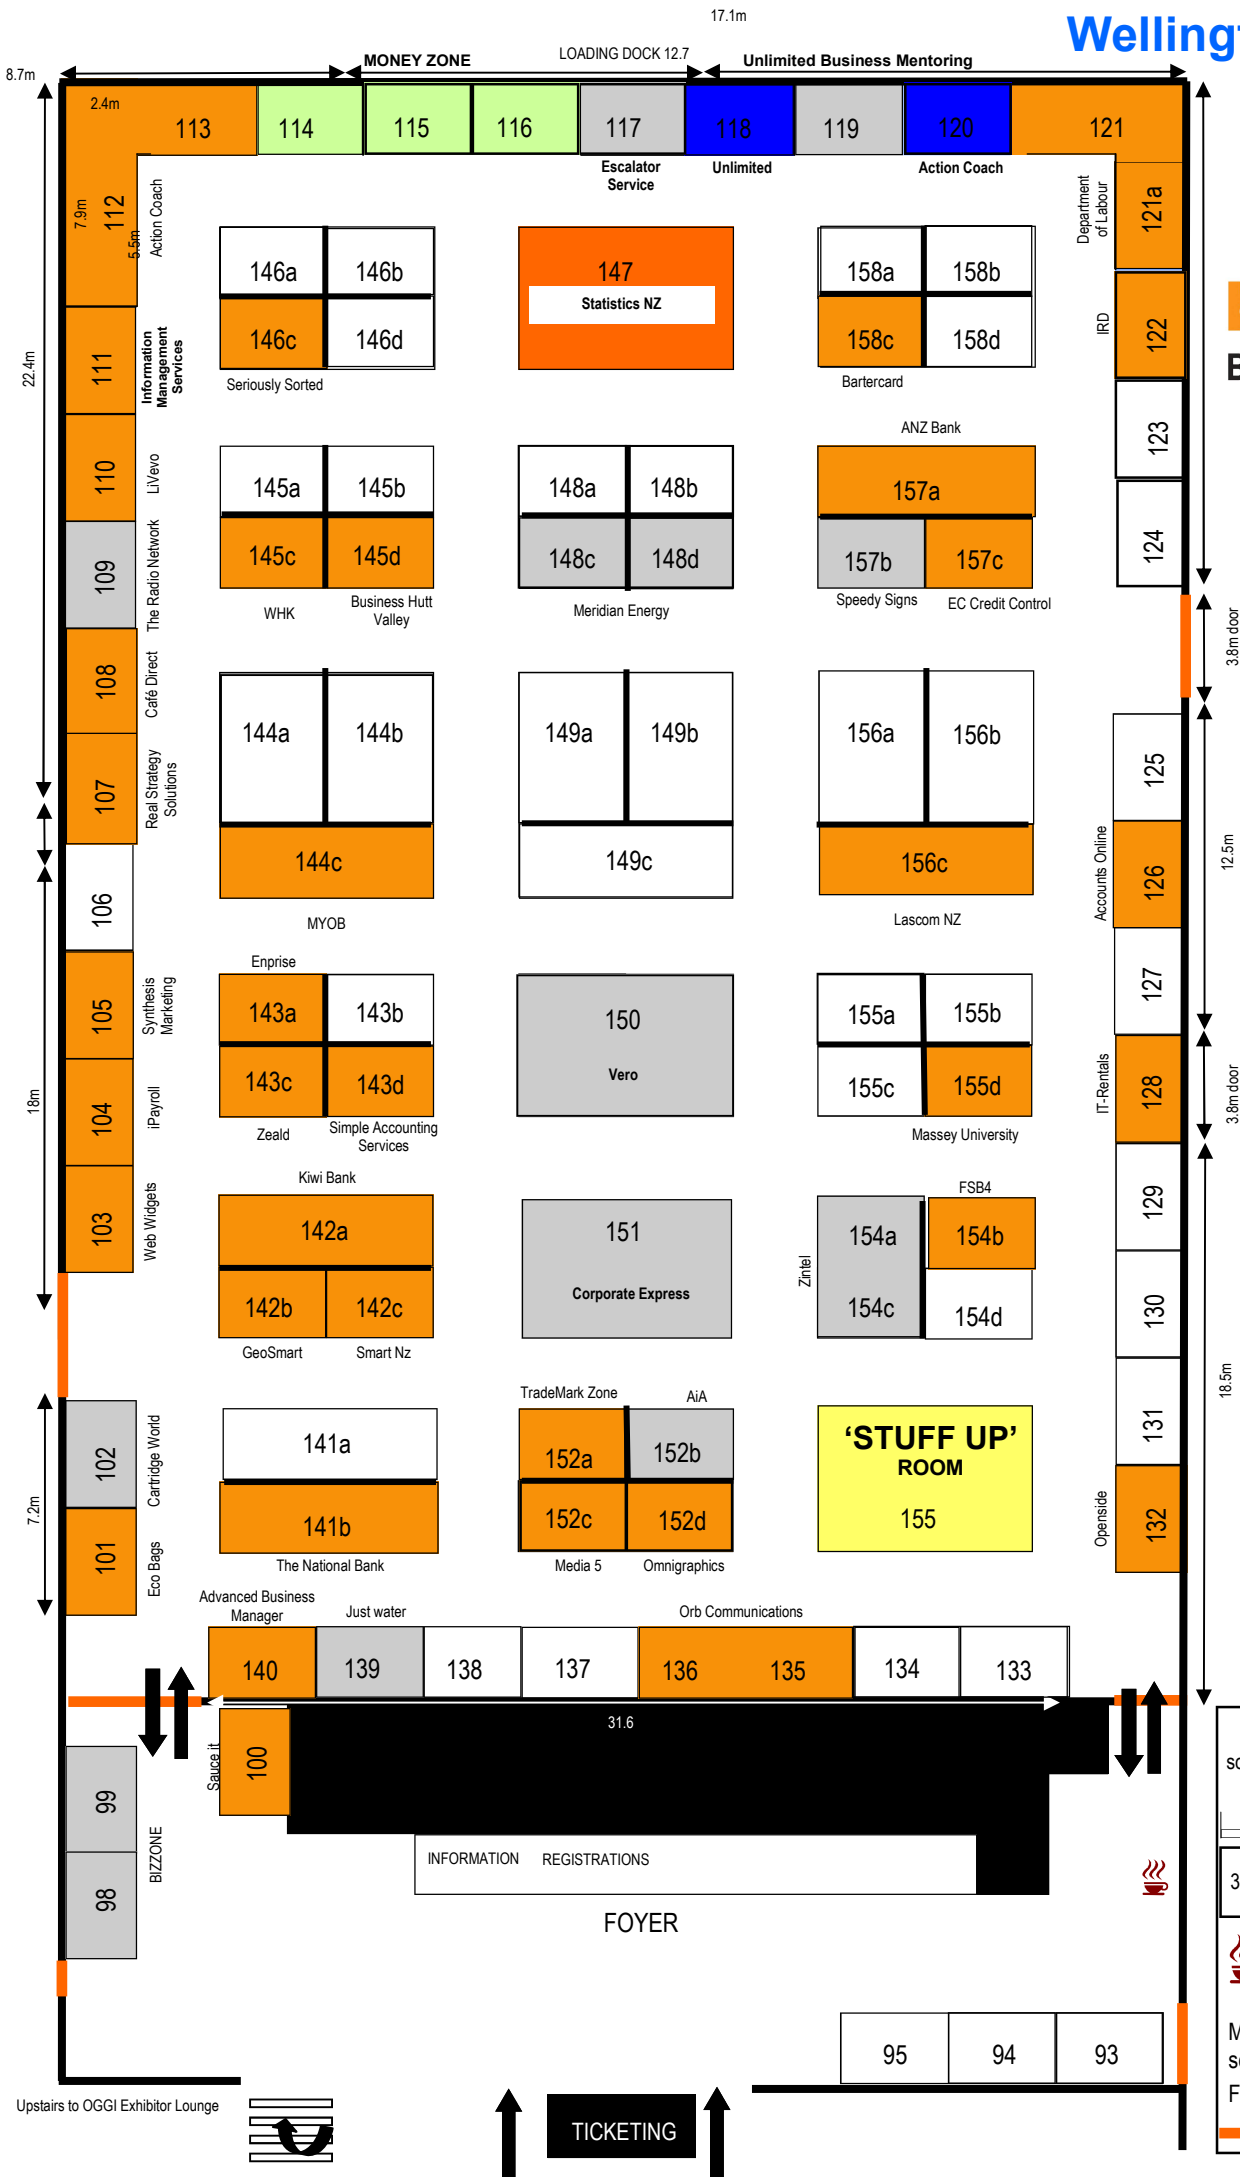 17.1m
Wellingt
8.7m
MONEY ZONE
LOADING DOCK 12.7
Unlimited Business Mentoring
2.4m
113
114
115
116
117
118
119
120
121
Escalator
Service
Unlimited
Action Coach
7.9m
112
5.5m
Action Coach
Department
of Labour
121a
146a
146b
146c
146d
Seriously Sorted
147
Statistics NZ
158a
158b
158c
158d
Bartercard
IRD
122
B
22.4m
111
Information
Management
Services
123
110
LiVevo
145a
145b
145c
145d
WHK
Business Hutt
Valley
148a
148b
148c
148d
Meridian Energy
ANZ Bank
157a
157b
157c
Speedy Signs
EC Credit Control
124
109
The Radio Network
3.8m door
108
Café Direct
107
Real Strategy
Solutions
144a
144b
144c
MYOB
149a
149b
149c
156a
156b
156c
Lascom NZ
125
12.5m
Accounts Online
126
106
127
105
Synthesis
Marketing
Enprise
143a
143b
143c
143d
Zeald
Simple Accounting
Services
150
Vero
155a
155b
155c
155d
Massey University
IT-Rentals
128
3.8m door
18m
104
iPayroll
103
Web Widgets
Kiwi Bank
142a
142b
142c
GeoSmart
Smart Nz
151
Corporate Express
Zintel
154a
FSB4
154b
154c
154d
129
130
18.5m
131
7.2m
102
Cartridge World
101
Eco Bags
141a
141b
The National Bank
TradeMark Zone
AiA
152a
152b
152c
152d
Media 5
Omnigraphics
‘STUFF UP’
ROOM
155
Openside
132
Advanced Business
Manager
Just water
Orb Communications
140
139
138
137
136
135
134
133
31.6
Sauce it
100
99
98
BIZZONE
INFORMATION
REGISTRATIONS
FOYER
sc
3
M
s
F
95
94
93
Upstairs to OGGI Exhibitor Lounge
TICKETING